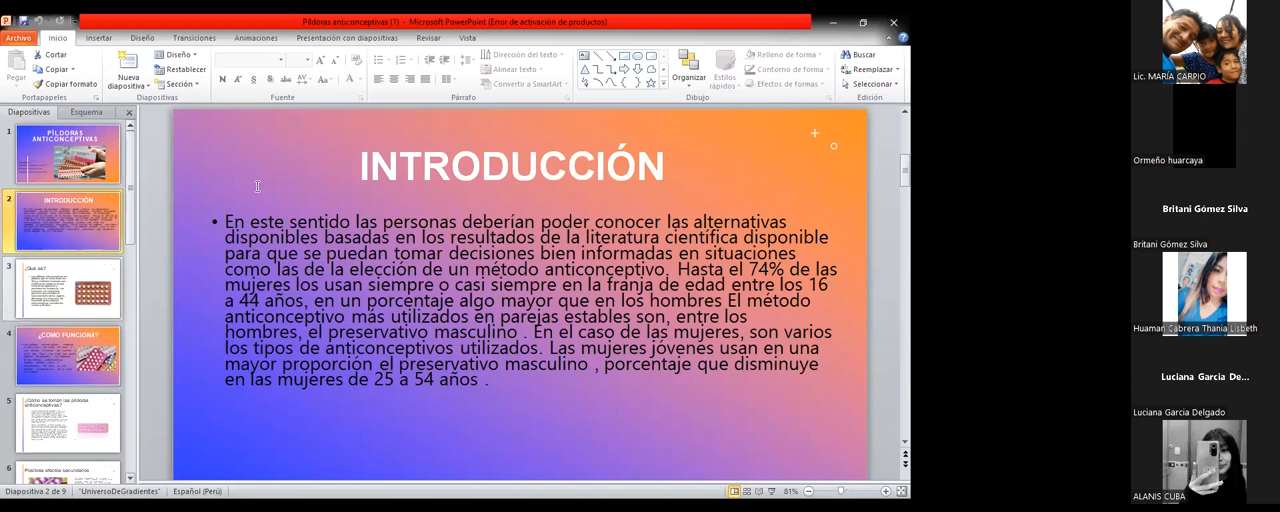 Píldoras anticonceptivas (1) - Microsoft PowerPoint (Error de activación de productos)
Archivo
Inicio
Insertar
Diseño
Transiciones
Animaciones
Presentación con diapositivas
Revisar
Vista
Pegar
Cortar
Copiar
Copiar formato
Portapapeles
Nueva
diapositiva
Diseño
Restablecer
Sección
Diapositivas
Fuente
Dirección del texto
Alinear texto
Convertir a SmartArt
Párrafo
Organizar
Estilos
rápidos
Relleno de forma
Contorno de forma
Efectos de formas
Dibujo
Buscar
Reemplazar
Seleccionar
Edición
Diapositivas
Esquema
1
PÍLDORAS
ANTICONCEPTIVAS
2
INTRODUCCIÓN
3
¿Qué es?
4
¿COMO FUNCIONA?
5
¿Cómo se toman las píldoras
anticonceptivas?
6
Posibles efectos secundarios
INTRODUCCIÓN
• En este sentido las personas deberían poder conocer las alternativas
disponibles basadas en los resultados de la literatura científica disponible
para que se puedan tomar decisiones bien informadas en situaciones
como las de la elección de un método anticonceptivo. Hasta el 74% de las
mujeres los usan siempre o casi siempre en la franja de edad entre los 16
a 44 años, en un porcentaje algo mayor que en los hombres El método
anticonceptivo más utilizados en parejas estables son, entre los
hombres, el preservativo masculino . En el caso de las mujeres, son varios
los tipos de anticonceptivos utilizados. Las mujeres jóvenes usan en una
mayor proporción el preservativo masculino , porcentaje que disminuye
en las mujeres de 25 a 54 años .
Diapositiva 2 de 9
"UniversoDeGradientes"
Español (Perú)
81%
Lic. MARÍA CARPIO
Ormeño huarcaya
Britani Gómez Silva
Britani Gómez Silva
Huaman Cabrera Thania Lisbeth
Luciana Garcia De...
Luciana Garcia Delgado
ALANIS CUBA